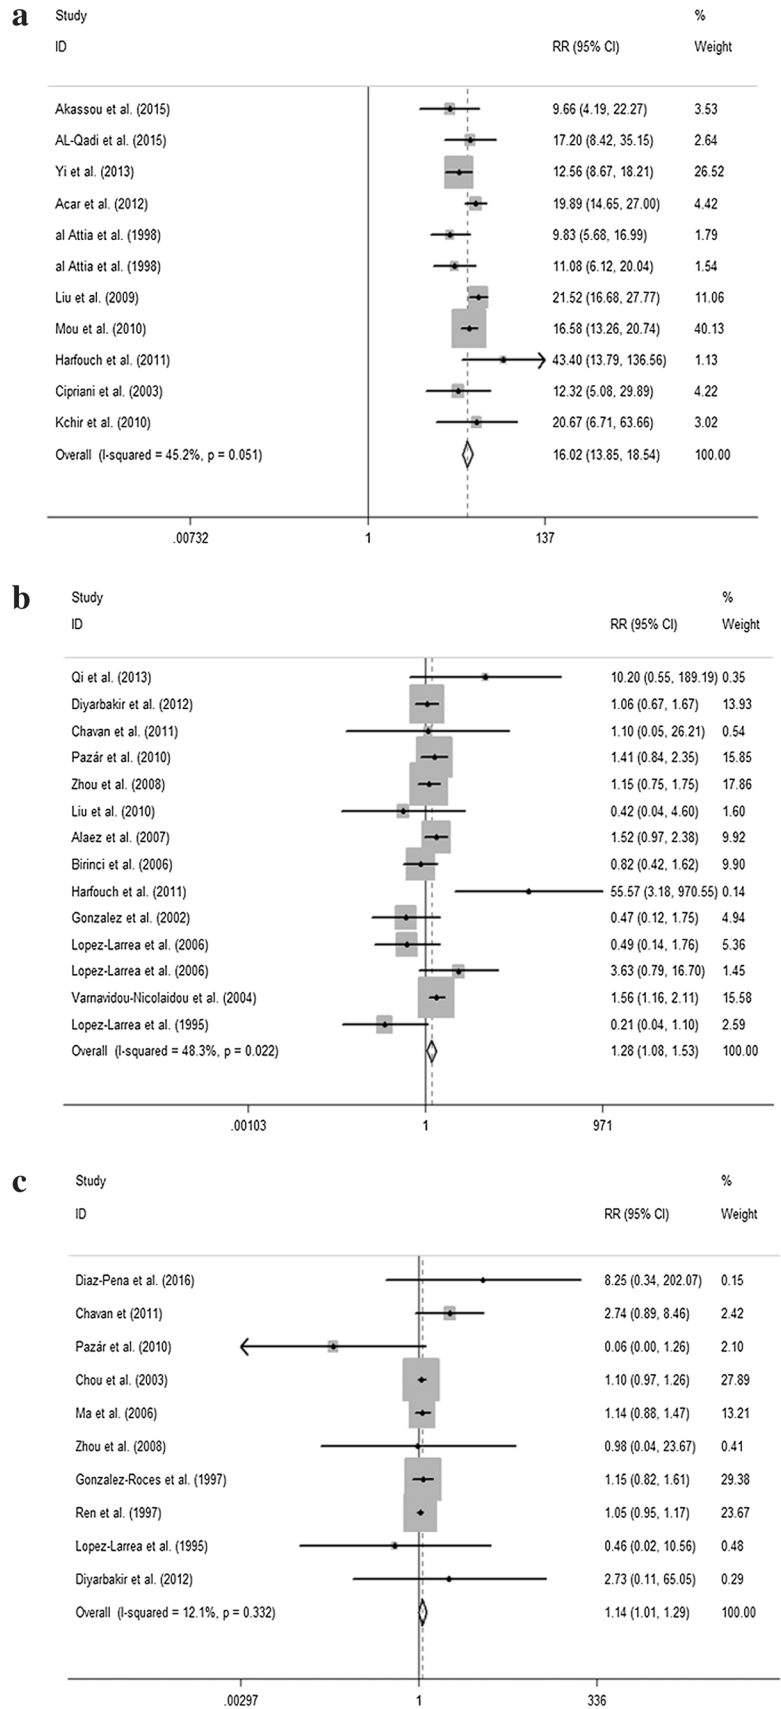 a
Study %
ID RR (95% CI) Weight
Akassou et al. (2015) 9.66 (4.19, 22.27) 3.53
AL-Qadi et al. (2015) 17.20 (8.42, 35.15) 2.64
Yi et al. (2013) 12.56 (8.67, 18.21) 26.52
Acar et al. (2012) 19.89 (14.65, 27.00) 4.42
al Attia et al. (1998) 9.83 (5.68, 16.99) 1.79
al Attia et al. (1998) 11.08 (6.12, 20.04) 1.54
Liu et al. (2009) 21.52 (16.68, 27.77) 11.06
Mou et al. (2010) 16.58 (13.26, 20.74) 40.13
Harfouch et al. (2011) 43.40 (13.79, 136.56) 1.13
Cipriani et al. (2003) 12.32 (5.08, 29.89) 4.22
Kchir et al. (2010) 20.67 (6.71, 63.66) 3.02
Overall (I-squared = 45.2%, p = 0.051) 16.02 (13.85, 18.54) 100.00
.00732 1 137
b
Study %
ID RR (95% CI) Weight
Qi et al. (2013) 10.20 (0.55, 189.19) 0.35
Diyarbakir et al. (2012) 1.06 (0.67, 1.67) 13.93
Chavan et al. (2011) 1.10 (0.05, 26.21) 0.54
Pazár et al. (2010) 1.41 (0.84, 2.35) 15.85
Zhou et al. (2008) 1.15 (0.75, 1.75) 17.86
Liu et al. (2010) 0.42 (0.04, 4.60) 1.60
Alaez et al. (2007) 1.52 (0.97, 2.38) 9.92
Birinci et al. (2006) 0.82 (0.42, 1.62) 9.90
Harfouch et al. (2011) 55.57 (3.18, 970.55) 0.14
Gonzalez et al. (2002) 0.47 (0.12, 1.75) 4.94
Lopez-Larrea et al. (2006) 0.49 (0.14, 1.76) 5.36
Lopez-Larrea et al. (2006) 3.63 (0.79, 16.70) 1.45
Varnavidou-Nicolaidou et al. (2004) 1.56 (1.16, 2.11) 15.58
Lopez-Larrea et al. (1995) 0.21 (0.04, 1.10) 2.59
Overall (I-squared = 48.3%, p = 0.022) 1.28 (1.08, 1.53) 100.00
.00103 1 971
c
Study %
ID RR (95% CI) Weight
Diaz-Pena et al. (2016) 8.25 (0.34, 202.07) 0.15
Chavan et (2011) 2.74 (0.89, 8.46) 2.42
Pazár et al. (2010) 0.06 (0.00, 1.26) 2.10
Chou et al. (2003) 1.10 (0.97, 1.26) 27.89
Ma et al. (2006) 1.14 (0.88, 1.47) 13.21
Zhou et al. (2008) 0.98 (0.04, 23.67) 0.41
Gonzalez-Roces et al. (1997) 1.15 (0.82, 1.61) 29.38
Ren et al. (1997) 1.05 (0.95, 1.17) 23.67
Lopez-Larrea et al. (1995) 0.46 (0.02, 10.56) 0.48
Diyarbakir et al. (2012) 2.73 (0.11, 65.05) 0.29
Overall (I-squared = 12.1%, p = 0.332) 1.14 (1.01, 1.29) 100.00
.00297 1 336